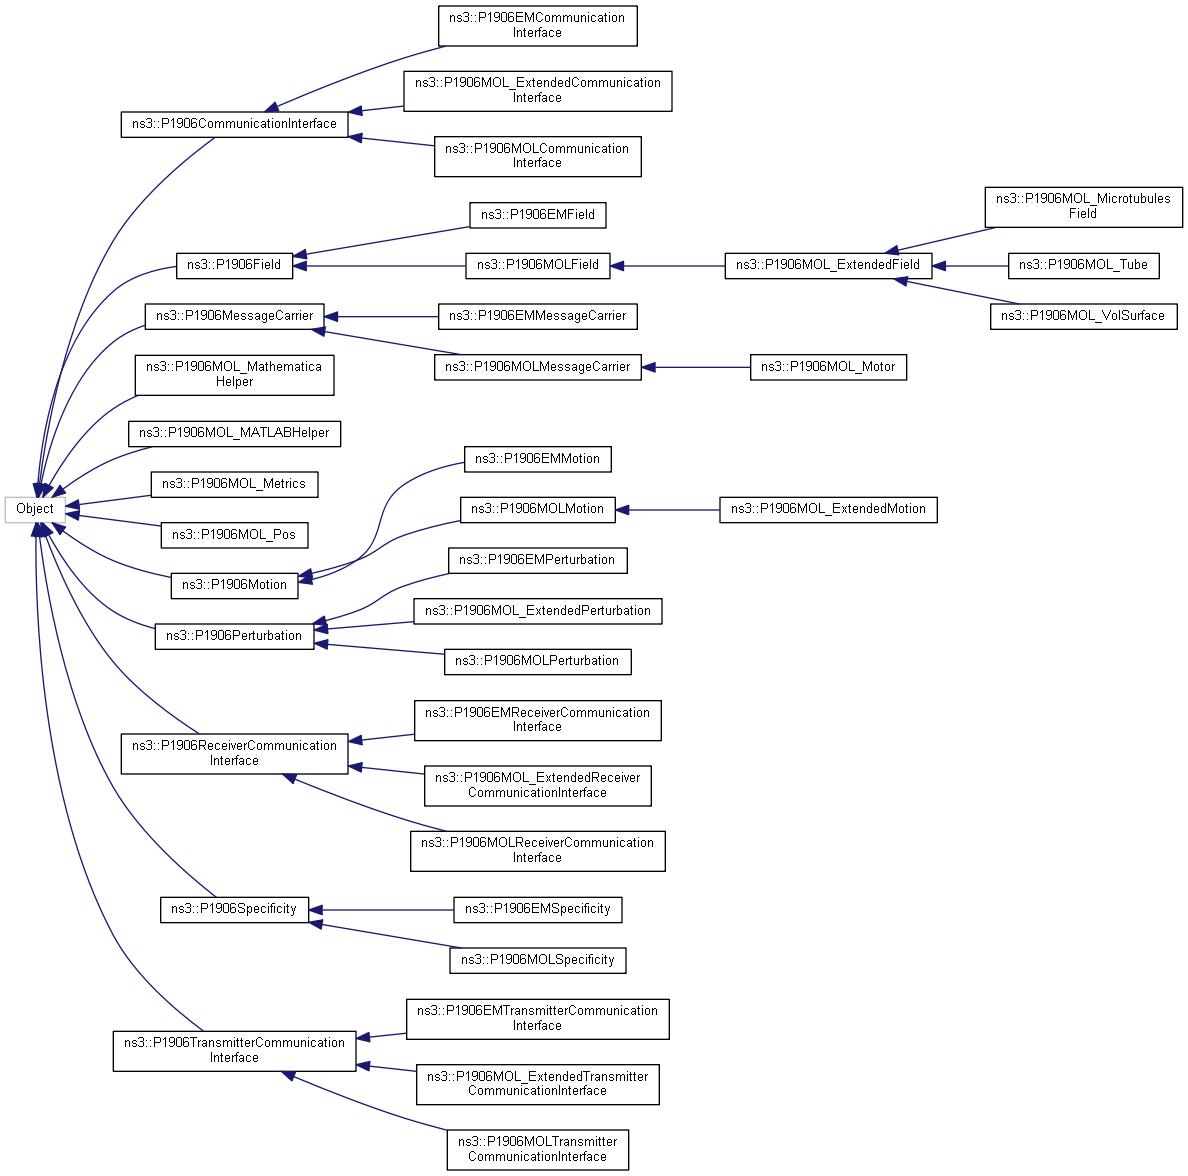 ns3::P1906EMCommunication
Interface
ns3::P1906MOL_ExtendedCommunication
Interface
ns3::P1906CommunicationInterface
ns3::P1906MOLCommunication
Interface
ns3::P1906MOL_Microtubules
Field
ns3::P1906EMField
ns3::P1906Field
ns3::P1906MOLField
ns3::P1906MOL_ExtendedField
ns3::P1906MOL_Tube
ns3::P1906MessageCarrier
ns3::P1906EMMessageCarrier
ns3::P1906MOL_VolSurface
ns3::P1906MOLMessageCarrier
ns3::P1906MOL_Motor
ns3::P1906MOL_Mathematica
Helper
ns3::P1906MOL_MATLABHelper
ns3::P1906EMMotion
ns3::P1906MOL_Metrics
Object
ns3::P1906MOLMotion
ns3::P1906MOL_ExtendedMotion
ns3::P1906MOL_Pos
ns3::P1906EMPerturbation
ns3::P1906Motion
ns3::P1906MOL_ExtendedPerturbation
ns3::P1906Perturbation
ns3::P1906MOLPerturbation
ns3::P1906EMReceiverCommunication
Interface
ns3::P1906ReceiverCommunication
Interface
ns3::P1906MOL_ExtendedReceiver
CommunicationInterface
ns3::P1906MOLReceiverCommunication
Interface
ns3::P1906Specificity
ns3::P1906EMSpecificity
ns3::P1906MOLSpecificity
ns3::P1906EMTransmitterCommunication
Interface
ns3::P1906TransmitterCommunication
Interface
ns3::P1906MOL_ExtendedTransmitter
CommunicationInterface
ns3::P1906MOLTransmitter
CommunicationInterface